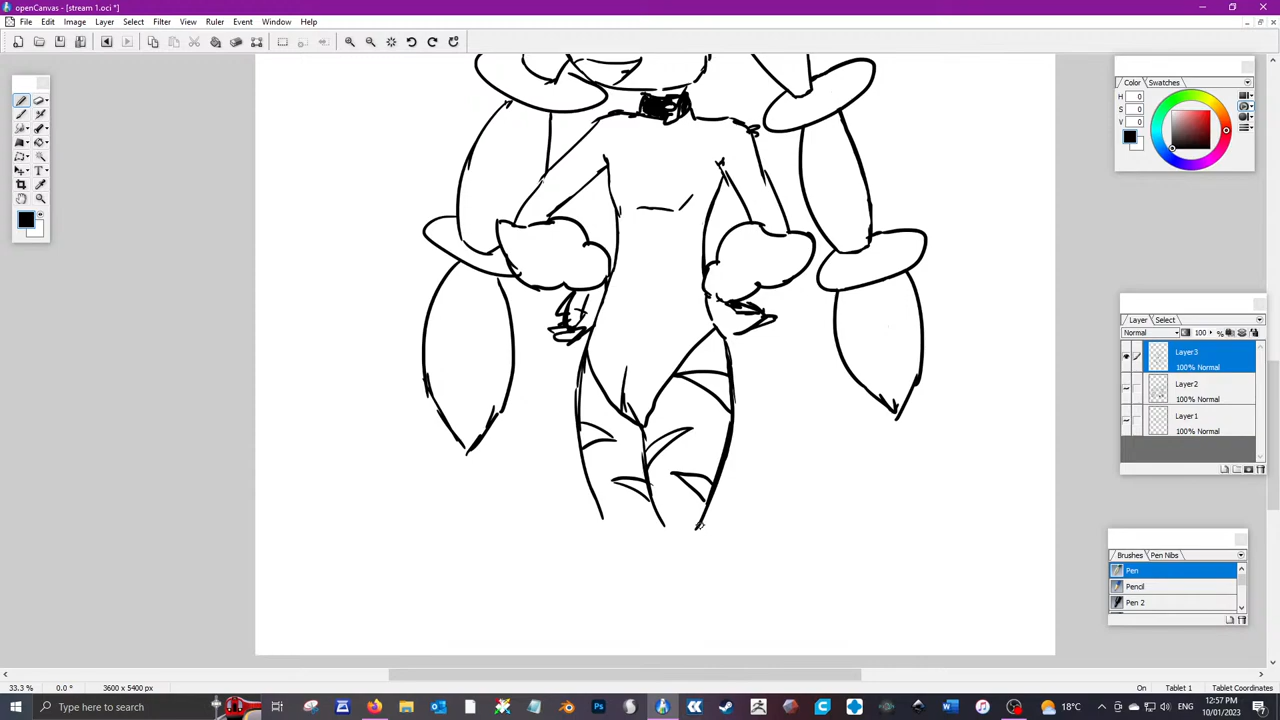 openCanvas - [stream 1.oci *]
File Edit Image Layer Select Filter View Ruler Event Window Help
Color Swatches
H 0
S 0
V 0
Layer Select
Normal 100 %
Layer3
100% Normal
Layer2
100% Normal
Layer1
100% Normal
Brushes Pen Nibs
Pen
Pencil
Pen 2
33.3 % 0.0 ° 3600 x 5400 px On Tablet 1 Tablet Coordinates
Type here to search
18°C
12:57 PM
10/01/2023